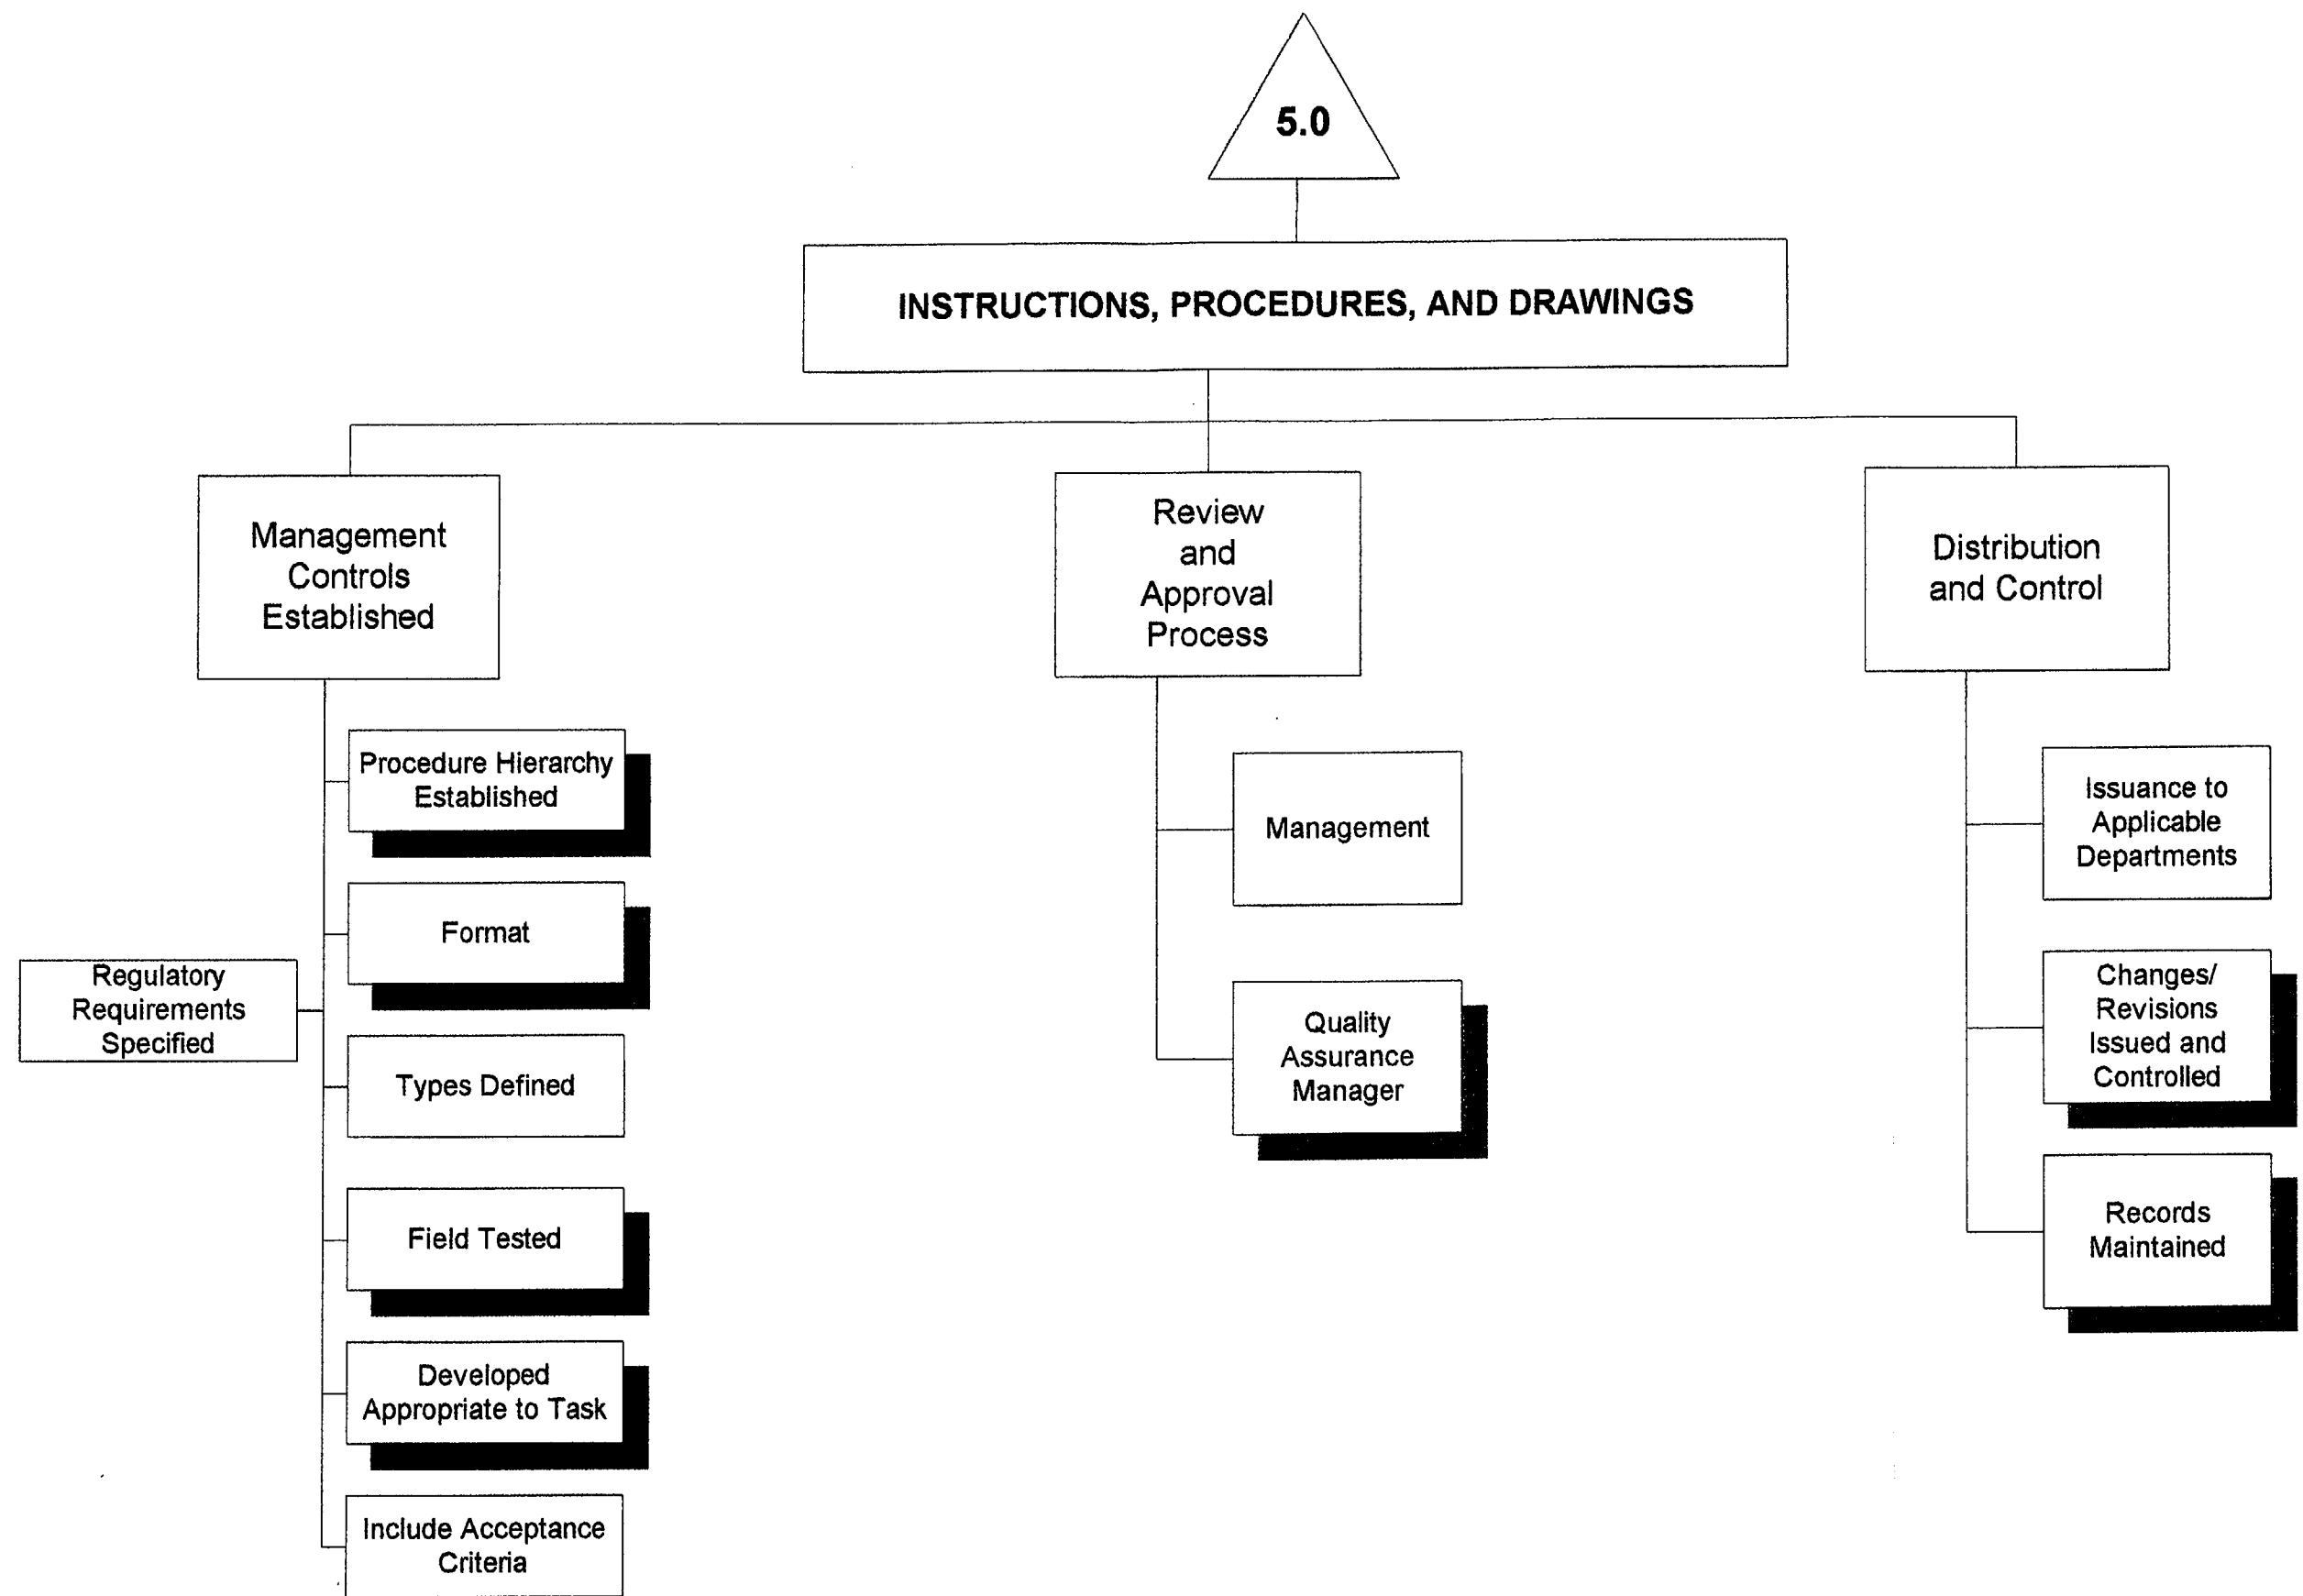 5.0
INSTRUCTIONS, PROCEDURES, AND DRAWINGS
Management
Controls
Established
Review
and
Approval
Process
Distribution
and Control
Procedure Hierarchy
Established
Format
Regulatory
Requirements
Specified
Types Defined
Field Tested
Developed
Appropriate to Task
Include Acceptance
Criteria
Management
Quality
Assurance
Manager
Issuance to
Applicable
Departments
Changes/
Revisions
Issued and
Controlled
Records
Maintained